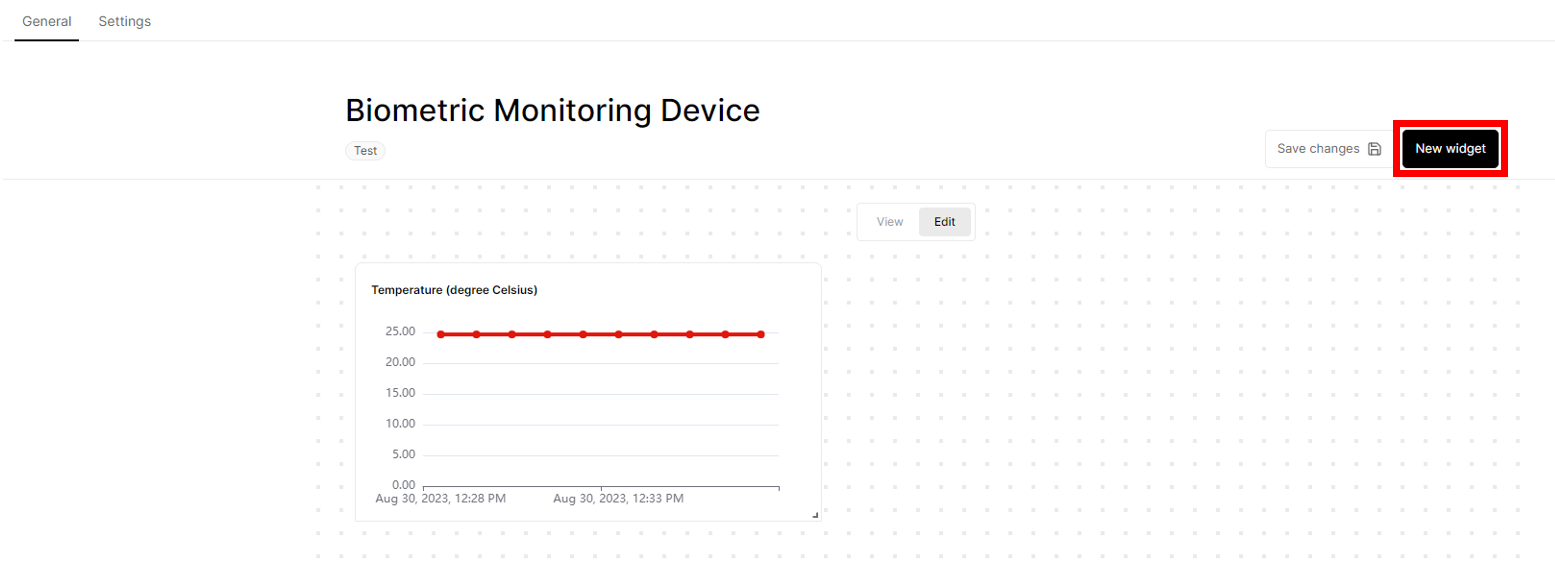 General Settings
Biometric Monitoring Device
Test
Save changes
New widget
View Edit
Temperature (degree Celsius)
25.00
20.00
15.00
10.00
5.00
0.00
Aug 30, 2023, 12:28 PM Aug 30, 2023, 12:33 PM